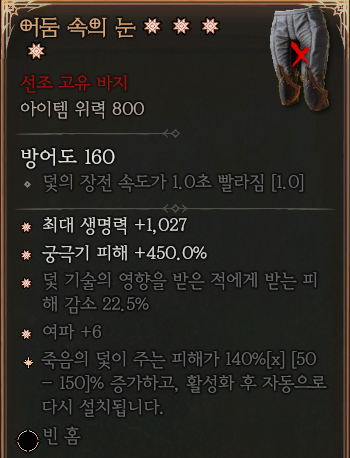 어둠 속의 눈
선조 고유 바지
아이템 위력 800
방어도 160
덫의 장전 속도가 1.0초 빨라짐 [1.0]
최대 생명력 +1,027
궁극기 피해 +450.0%
덫 기술의 영향을 받은 적에게 받는 피
해 감소 22.5%
여파 +6
죽음의 덫이 주는 피해가 140%[x] [50
- 150]% 증가하고, 활성화 후 자동으로
다시 설치됩니다.
빈 홈